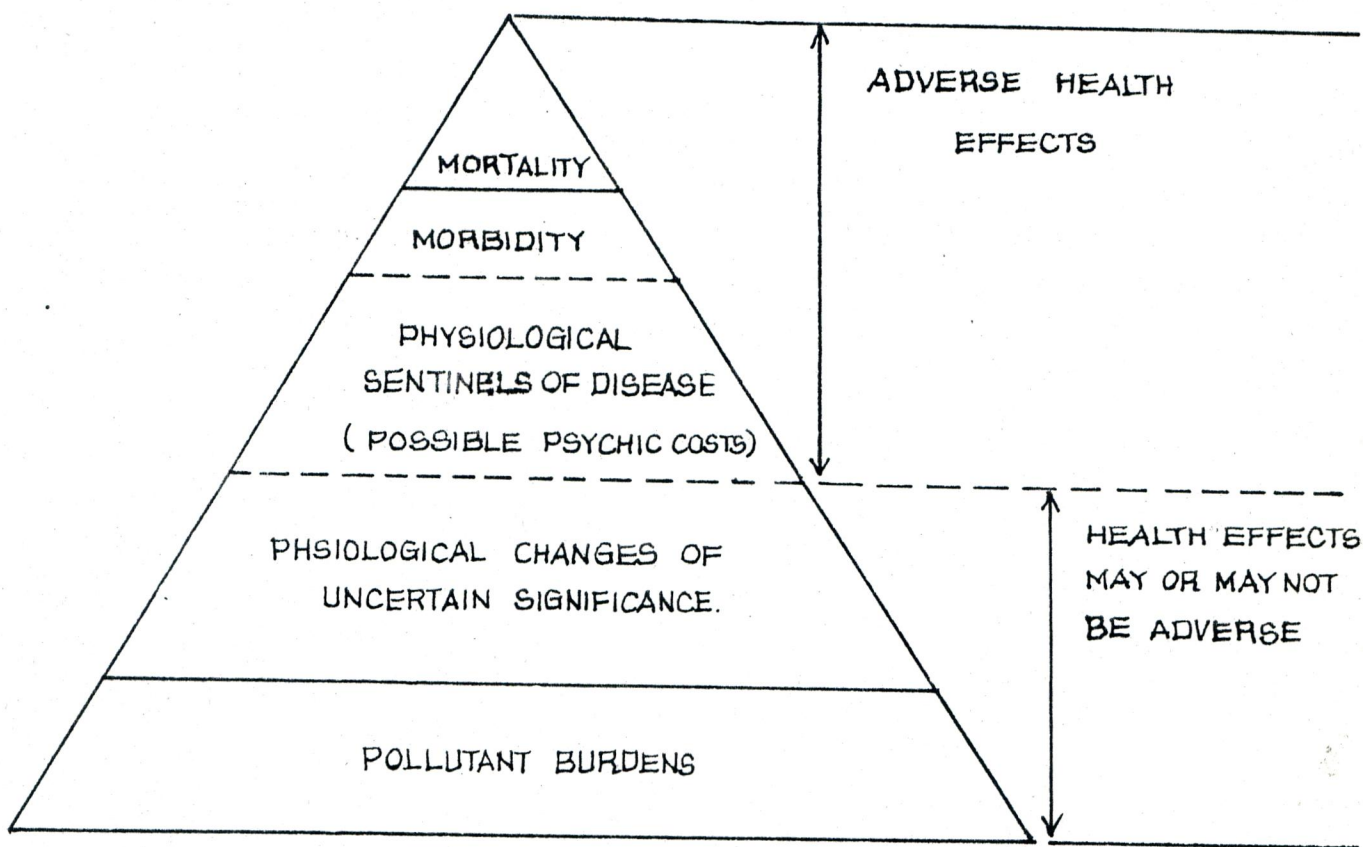 ADVERSE HEALTH
EFFECTS
MORTALITY
MORBIDITY
PHYSIOLOGICAL
SENTINELS OF DISEASE
( POSSIBLE PSYCHIC COSTS)
PHSIOLOGICAL CHANGES OF
UNCERTAIN SIGNIFICANCE.
HEALTH EFFECTS
MAY OR MAY NOT
BE ADVERSE
POLLUTANT BURDENS